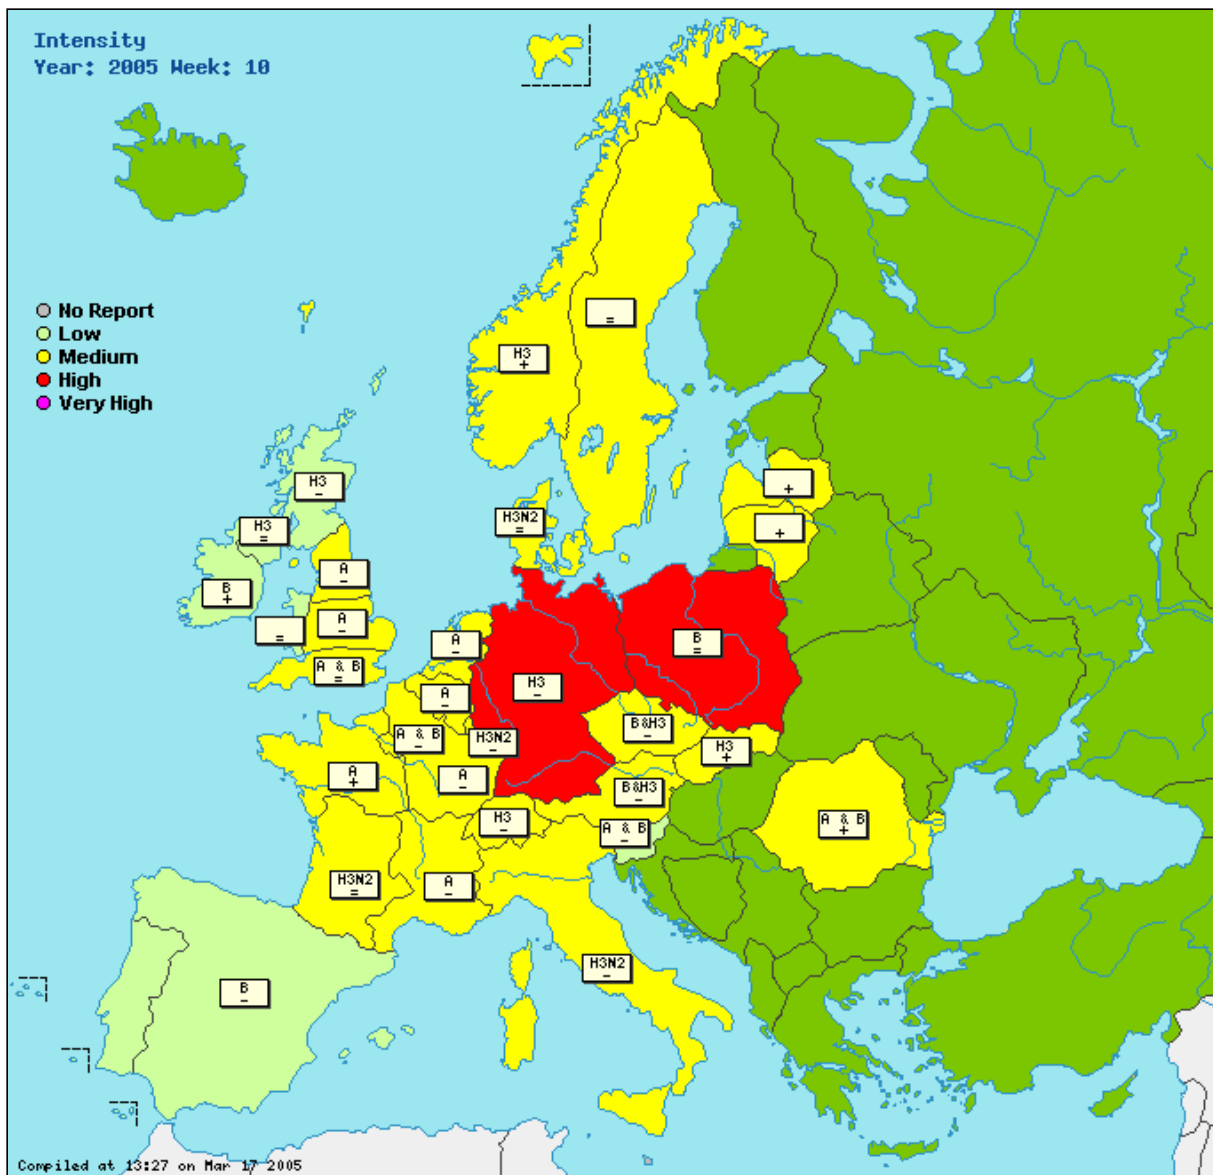 Intensity
Year: 2005 Week: 10
No Report
Low
Medium
High
Very High
=
H3
+
H3
-
+
H3N2
=
H3
=
+
A
-
B
+
A
-
=
A
-
B
=
A & B
=
H3
-
A
-
B&H3
-
A & B
-
H3N2
-
H3
+
A
+
A
-
B&H3
-
H3
-
A & B
+
A & B
-
H3N2
=
A
-
H3N2
-
B
-
Compiled at 13:27 on Mar 17 2005